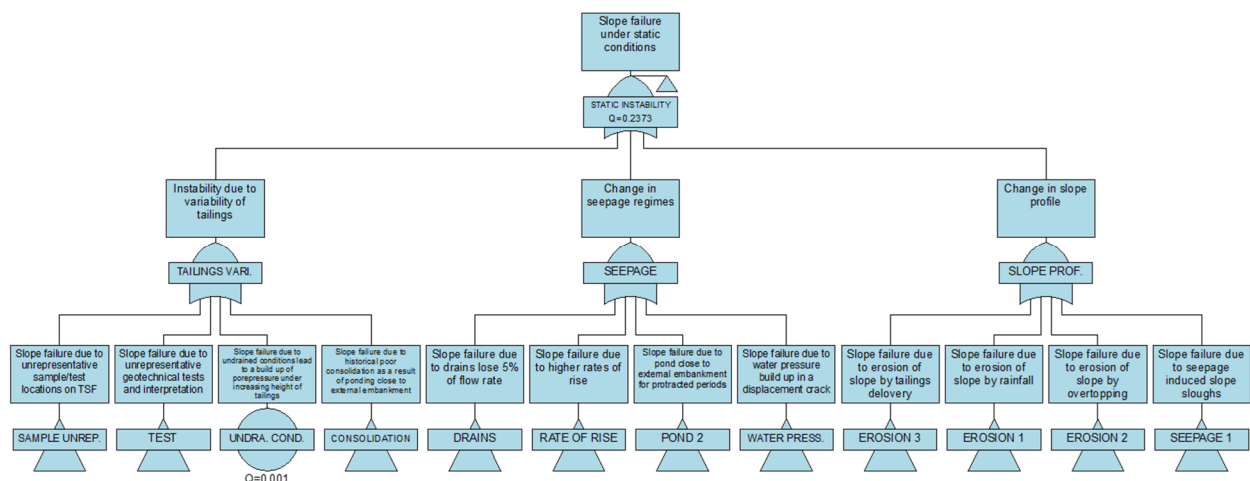 Slope failure
under static
conditions
STATIC INSTABILITY
Q=0.2373
Instability due to
variability of
tailings
TAILINGS VARI.
Change in
seepage regimes
SEEPAGE
Change in slope
profile
SLOPE PROF.
Slope failure due to
unrepresentative
sample/test
locations on TSF
SAMPLE UNREP.
Slope failure due to
unrepresentative
geotechnical tests
and interpretation
TEST
Slope failure due to
undrained conditions lead
to a build up of
porepressure under
increasing height of
tailings
UNDRA. COND.
Q=0.001
Slope failure due to
historical poor
consolidation as a result
of ponding close to
external embankment
CONSOLIDATION
Slope failure due
to drains lose 5%
of flow rate
DRAINS
Slope failure due
to higher rates of
rise
RATE OF RISE
Slope failure due to
pond close to
external embankment
for protracted periods
POND 2
Slope failure due to
water pressure
build up in a
displacement crack
WATER PRESS.
Slope failure due
to erosion of
slope by tailings
delovery
EROSION 3
Slope failure due
to erosion of
slope by rainfall
EROSION 1
Slope failure due
to erosion of
slope by
overtopping
EROSION 2
Slope failure due
to seepage
induced slope
sloughs
SEEPAGE 1